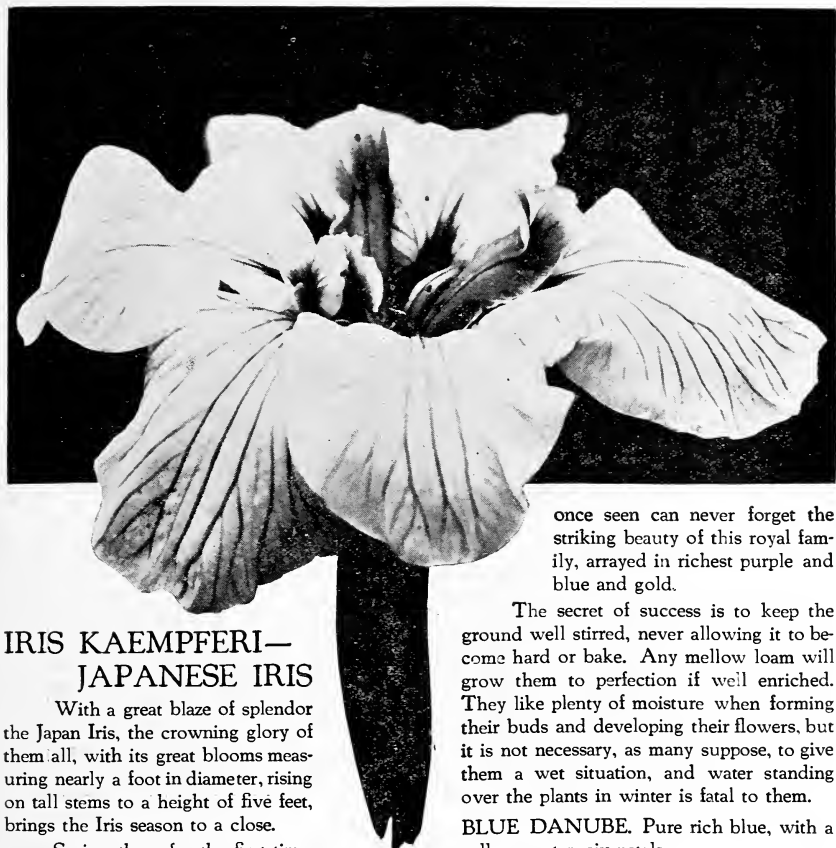 IRIS KAEMPFERI—
JAPANESE IRIS
With a great blaze of splendor
the Japan Iris, the crowning glory of
them all, with its great blooms meas-
uring nearly a foot in diameter, rising
on tall stems to a height of five feet,
brings the Iris season to a close.
once seen can never forget the
striking beauty of this royal fam-
ily, arrayed in richest purple and
blue and gold.
The secret of success is to keep the
ground well stirred, never allowing it to be-
come hard or bake. Any mellow loam will
grow them to perfection if well enriched.
They like plenty of moisture when forming
their buds and developing their flowers, but
it is not necessary, as many suppose, to give
them a wet situation, and water standing
over the plants in winter is fatal to them.
BLUE DANUBE. Pure rich blue, with a